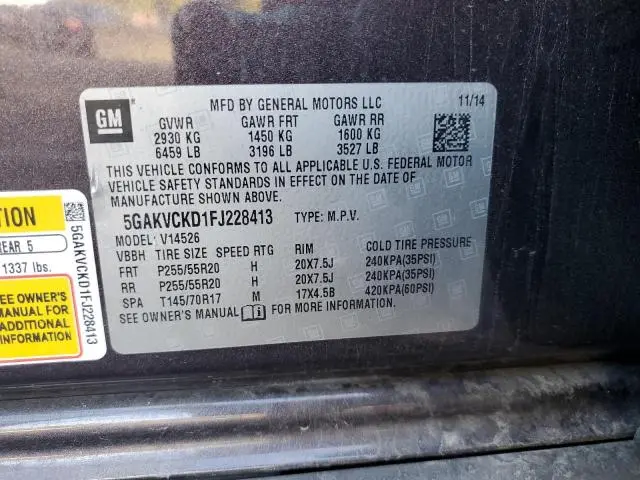 GM
MFD BY GENERAL MOTORS LLC 11/14
GVWR GAWR FRT GAWR RR
2930 KG 1450 KG 1600 KG
6459 LB 3196 LB 3527 LB
THIS VEHICLE CONFORMS TO ALL APPLICABLE U.S. FEDERAL MOTOR
VEHICLE SAFETY STANDARDS IN EFFECT ON THE DATE OF
MANUFACTURE SHOWN ABOVE.
5GAKVCKD1FJ228413 TYPE: M.P.V.
MODEL: V14526
VBBH TIRE SIZE SPEED RTG RIM COLD TIRE PRESSURE
FRT P255/55R20 H 20X7.5J 240KPA(35PSI)
RR P255/55R20 H 20X7.5J 240KPA(35PSI)
SPA T145/70R17 M 17X4.5B 420KPA(60PSI)
SEE OWNER'S MANUAL FOR MORE INFORMATION.
TION
REAR 5
1337 lbs.
SEE OWNER'S
MANUAL FOR
ADDITIONAL
INFORMATION
5GAKVCKD1FJ228413